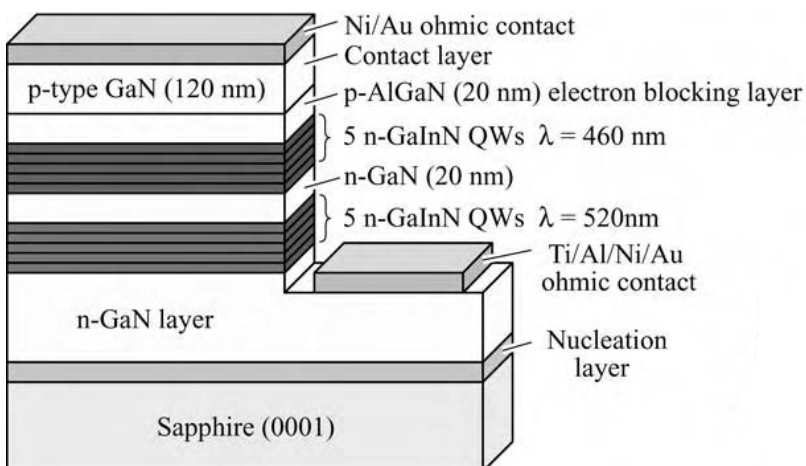 Ni/Au ohmic contact
Contact layer
p-type GaN (120 nm)
p-AlGaN (20 nm) electron blocking layer
5 n-GaInN QWs λ = 460 nm
n-GaN (20 nm)
5 n-GaInN QWs λ = 520nm
Ti/Al/Ni/Au
ohmic contact
n-GaN layer
Nucleation
layer
Sapphire (0001)